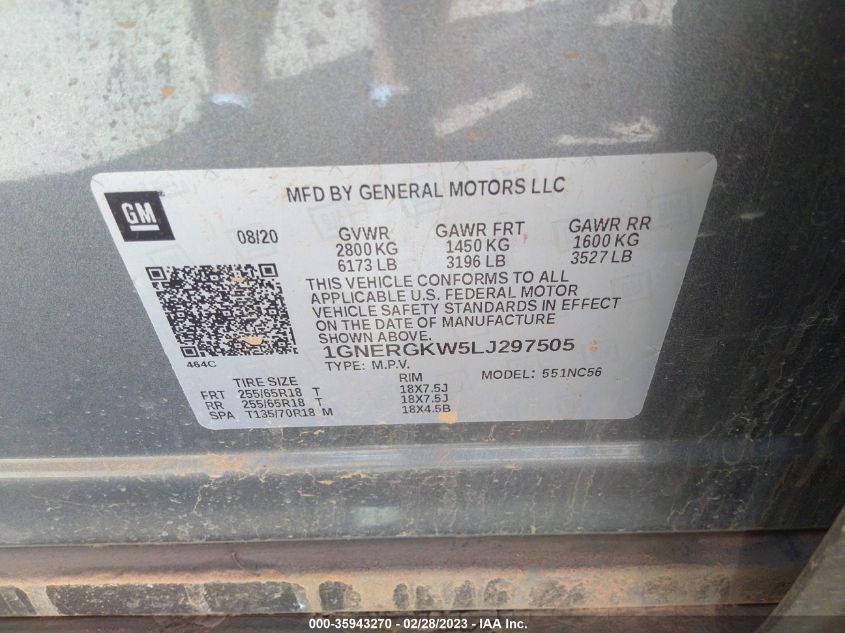 GM
MFD BY GENERAL MOTORS LLC
08/20
GVWR GAWR FRT GAWR RR
2800 KG 1450 KG 1600 KG
6173 LB 3196 LB 3527 LB
THIS VEHICLE CONFORMS TO ALL
APPLICABLE U.S. FEDERAL MOTOR
VEHICLE SAFETY STANDARDS IN EFFECT
ON THE DATE OF MANUFACTURE
SHOWN ABOVE.
464C
1GNERGKW5LJ297505
TYPE: M.P.V. MODEL: 551NC56
TIRE SIZE RIM
FRT 255/65R18 T 18X7.5J
RR 255/65R18 T 18X7.5J
SPA T135/70R18 M 18X4.5B
000-35943270 - 02/28/2023 - IAA Inc.